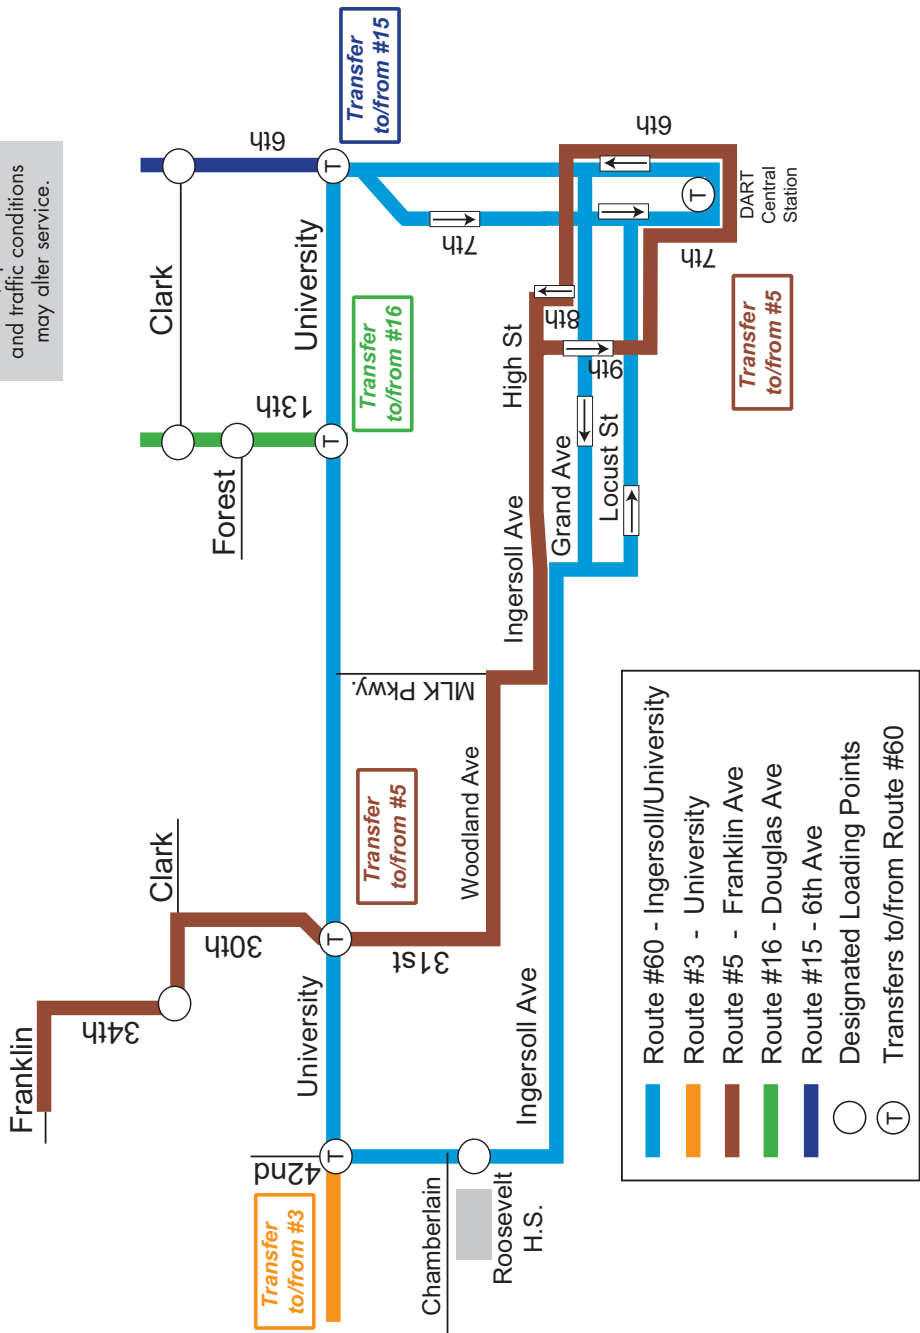 and traffic conditions
may alter service.
Transfer
to/from #15
6th
Clark
University
7th
6th
DART
Central
Station
7th
Transfer
to/from #5
Transfer
to/from #16
13th
Forest
High St
8th
9th
Grand Ave
Locust St
Ingersoll Ave
MLK Pkwy.
Woodland Ave
Transfer
to/from #5
Clark
30th
34th
Franklin
31st
University
Ingersoll Ave
42nd
Transfer
to/from #3
Chamberlain
Roosevelt
H.S.
T
T
T
T
T
Route #60 - Ingersoll/University
Route #3 - University
Route #5 - Franklin Ave
Route #16 - Douglas Ave
Route #15 - 6th Ave
Designated Loading Points
T Transfers to/from Route #60